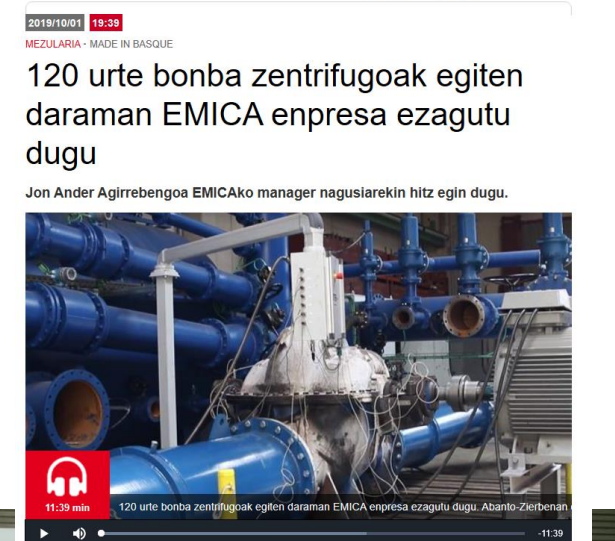 2019/10/01 19:39
MEZULARIA - MADE IN BASQUE
120 urte bonba zentrifugoak egiten
daraman EMICA enpresa ezagutu
dugu
Jon Ander Agirrebengoa EMICAko manager nagusiarekin hitz egin dugu.
11:39 min
120 urte bonba zentrifugoak egiten daraman EMICA enpresa ezagutu dugu. Abanto-Zierbenan
-11:39